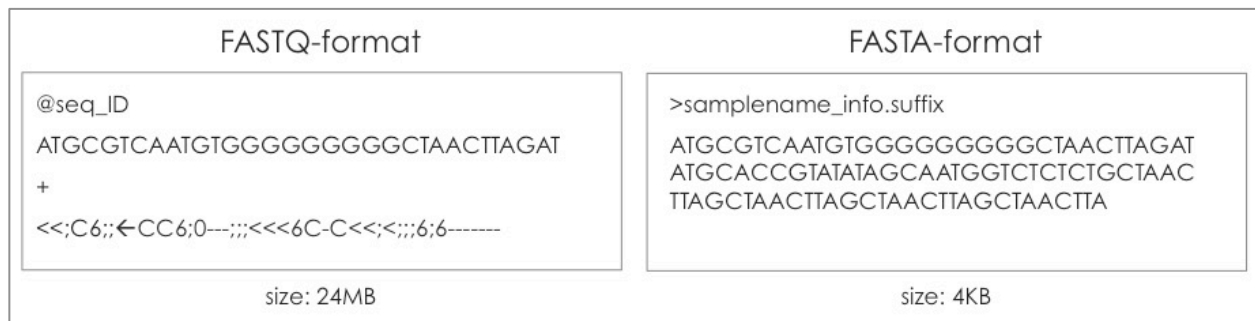 FASTQ-format
@seq_ID
ATGCGTCAATGTGGGGGGGGGCTAACTTAGAT
+
<<;C6;;←CC6;0---;;;<<<6C-C<<;<;;;6;6-------
size: 24MB
FASTA-format
>samplename_info.suffix
ATGCGTCAATGTGGGGGGGGGCTAACTTAGAT
ATGCACCGTATATAGCAATGGTCTCTCTGCTAAC
TTAGCTAACTTAGCTAACTTAGCTAACTTA
size: 4KB